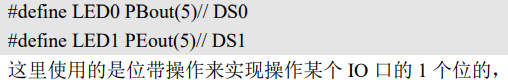 #define LED0 PBout(5)// DS0
#define LED1 PEout(5)// DS1
这里使用的是位带操作来实现操作某个 IO 口的 1 个位的，